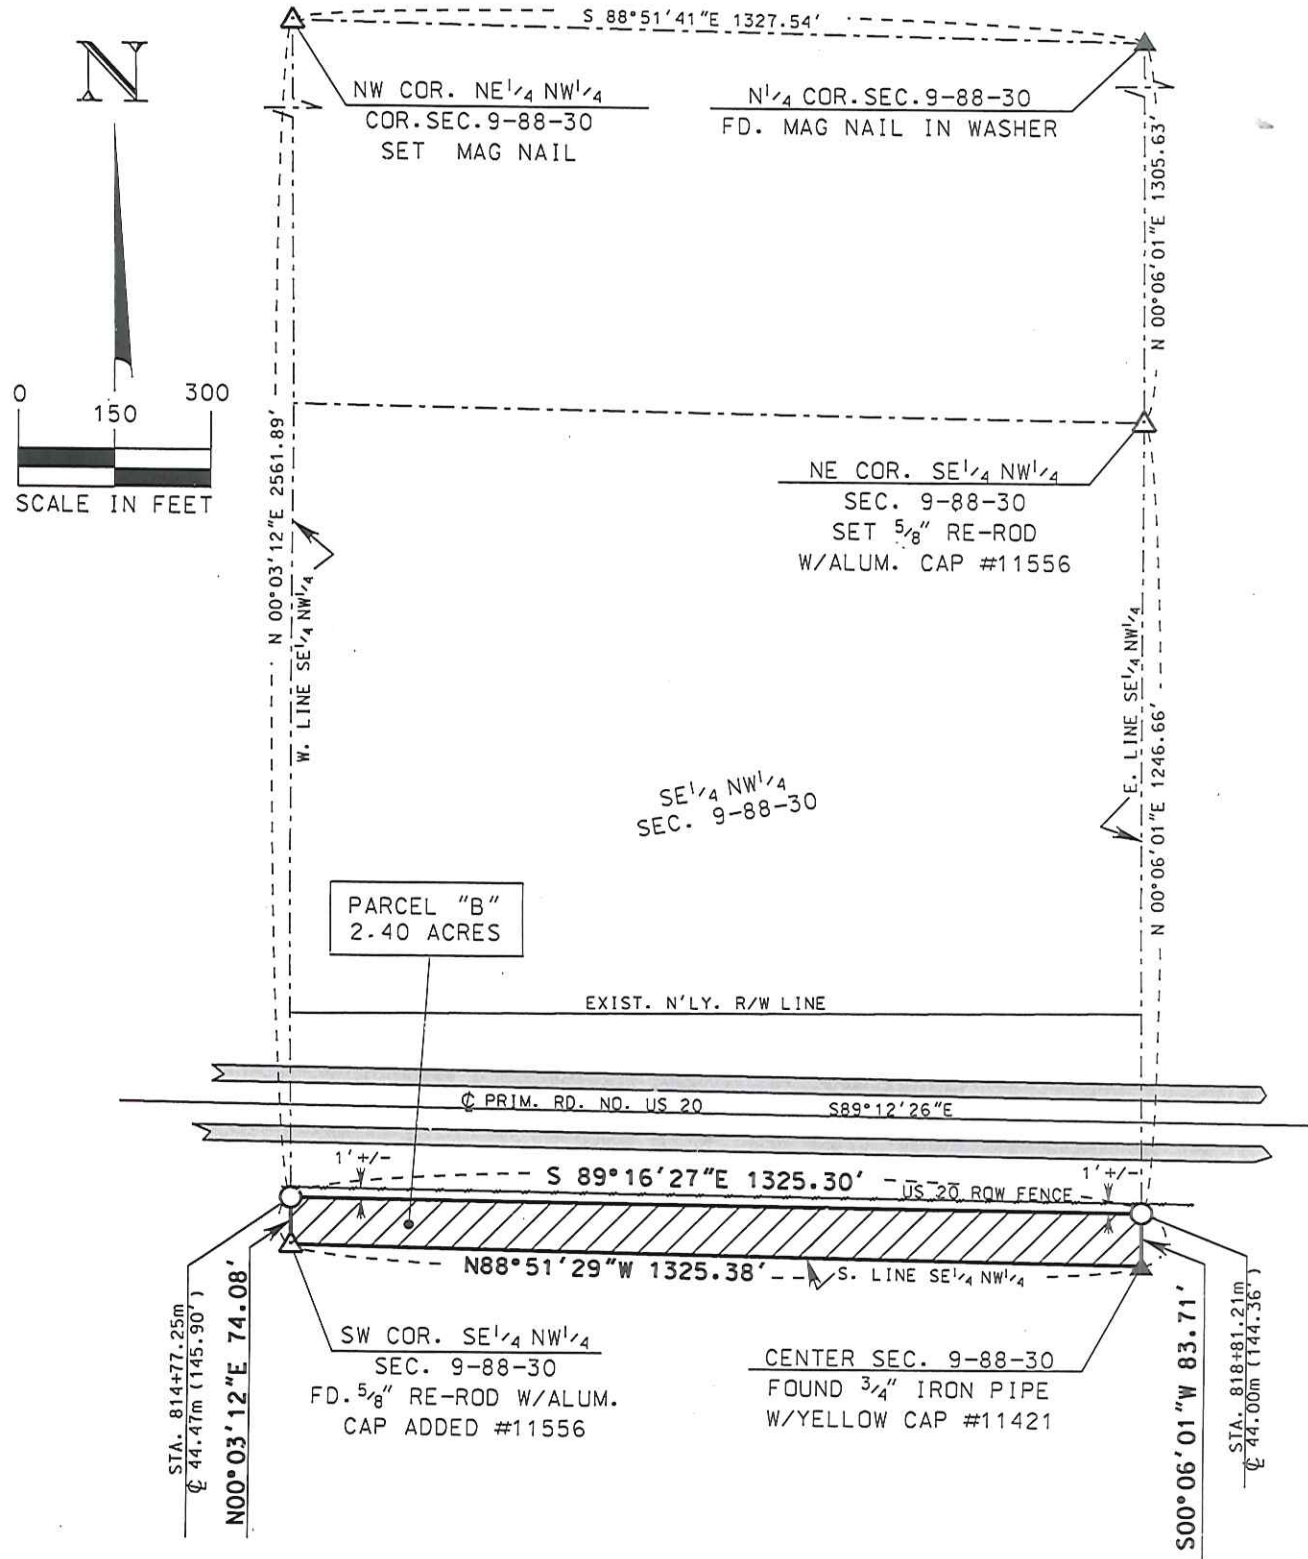 S 88°51'41"E 1327.54'
N
NW COR. NE1/4 NW1/4
COR.SEC.9-88-30
SET MAG NAIL
N1/4 COR.SEC.9-88-30
FD. MAG NAIL IN WASHER
N 00°06'01"E 1305.63'
0 150 300
SCALE IN FEET
N 00°03'12"E 2561.89'
W. LINE SE1/4 NW1/4
NE COR. SE1/4 NW1/4
SEC. 9-88-30
SET 5/8" RE-ROD
W/ALUM. CAP #11556
E. LINE SE1/4 NW1/4
N 00°06'01"E 1246.66'
SE1/4 NW1/4
SEC. 9-88-30
PARCEL "B"
2.40 ACRES
EXIST. N'LY. R/W LINE
℄ PRIM. RD. NO. US 20
S89°12'26"E
1'+/-
S 89°16'27"E 1325.30'
US 20 ROW FENCE
1'+/-
N88°51'29"W 1325.38'
S. LINE SE1/4 NW1/4
STA. 814+77.25m
℄ 44.47m (145.90')
N00°03'12"E 74.08'
SW COR. SE1/4 NW1/4
SEC. 9-88-30
FD. 5/8" RE-ROD W/ALUM.
CAP ADDED #11556
CENTER SEC. 9-88-30
FOUND 3/4" IRON PIPE
W/YELLOW CAP #11421
S00°06'01"W 83.71'
STA. 818+81.21m
℄ 44.00m (144.36')